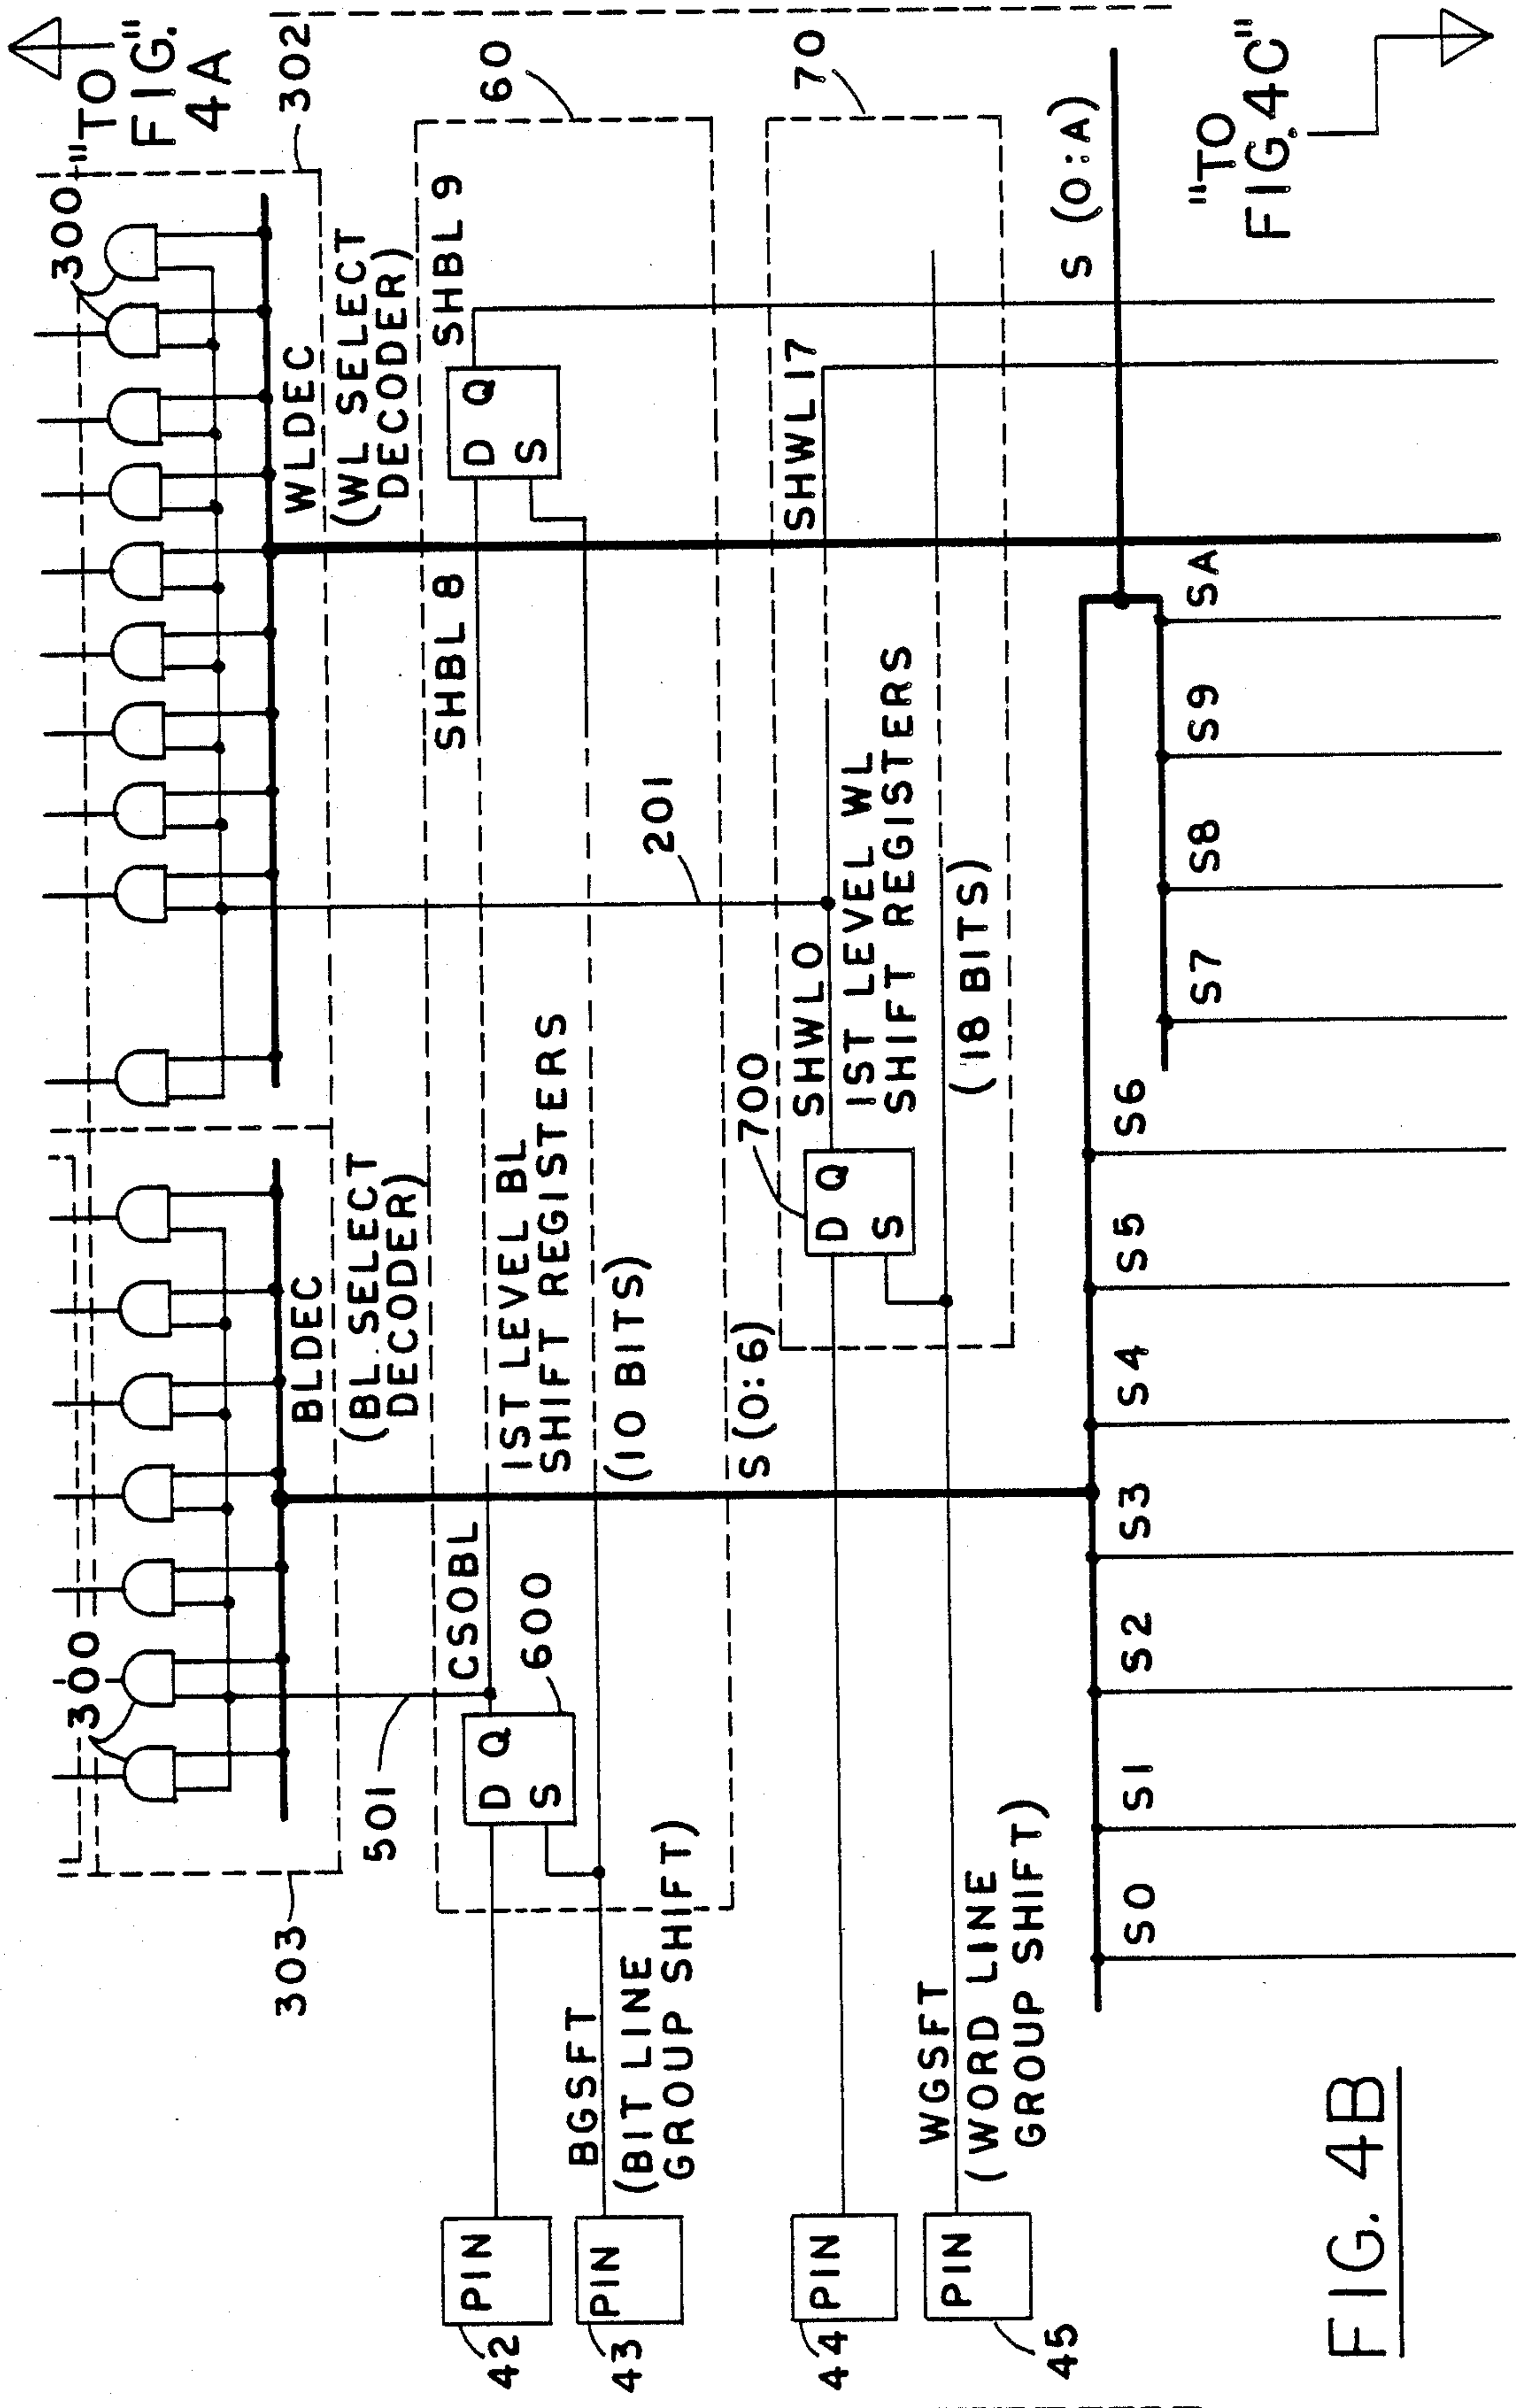 "TO
FIG."
4A
300
302
WLDEC
(WL SELECT
DECODER)
300
303
BLDEC
(BL SELECT
DECODER)
60
SHBL 9
D Q
S
SHBL 8
501
CSOBL
600
D Q
S
1ST LEVEL BL
SHIFT REGISTERS
(10 BITS)
201
PIN
42
PIN
43
BGSFT
(BIT LINE
GROUP SHIFT)
S (0:6)
70
SHWL17
SHWLO
700
D Q
S
1ST LEVEL WL
SHIFT REGISTERS
(18 BITS)
PIN
44
PIN
45
WGSFT
(WORD LINE
GROUP SHIFT)
S (0:A)
S0
S1
S2
S3
S4
S5
S6
S7
S8
S9
SA
"TO
FIG. 4C"
FIG. 4B